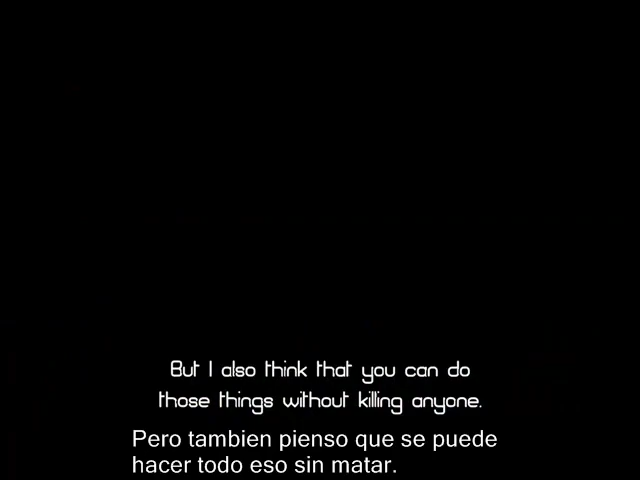 But I also think that you can do
those things without killing anyone.
Pero tambien pienso que se puede
hacer todo eso sin matar.